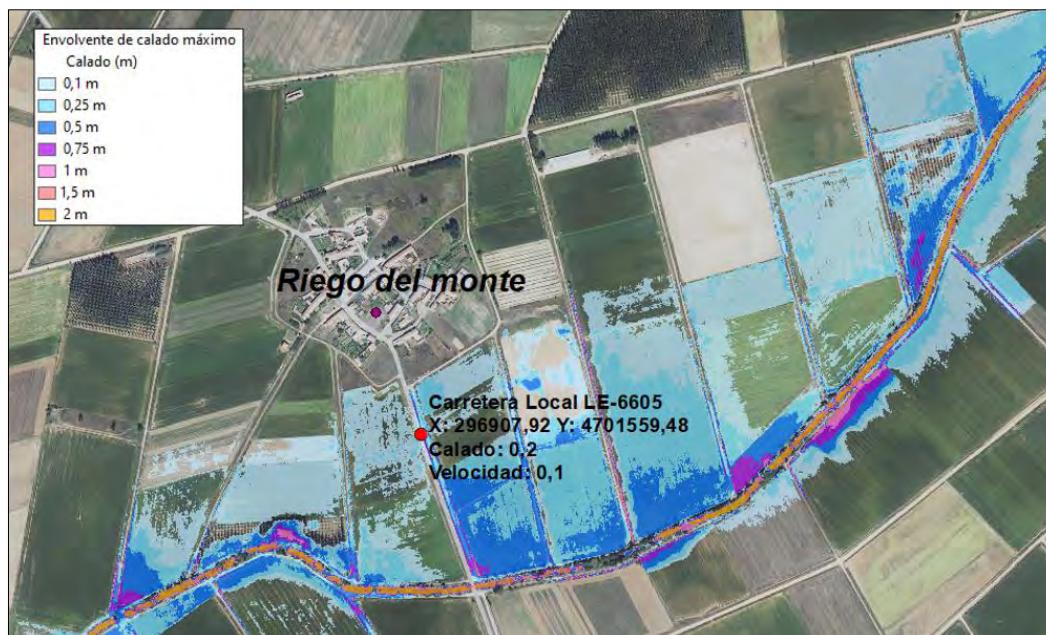 Envolvente de calado máximo
Calado (m)
0,1 m
0,25 m
0,5 m
0,75 m
1 m
1,5 m
2 m
Riego del monte
Carretera Local LE-6605
X: 296907,92 Y: 4701559,48
Calado: 0,2
Velocidad: 0,1